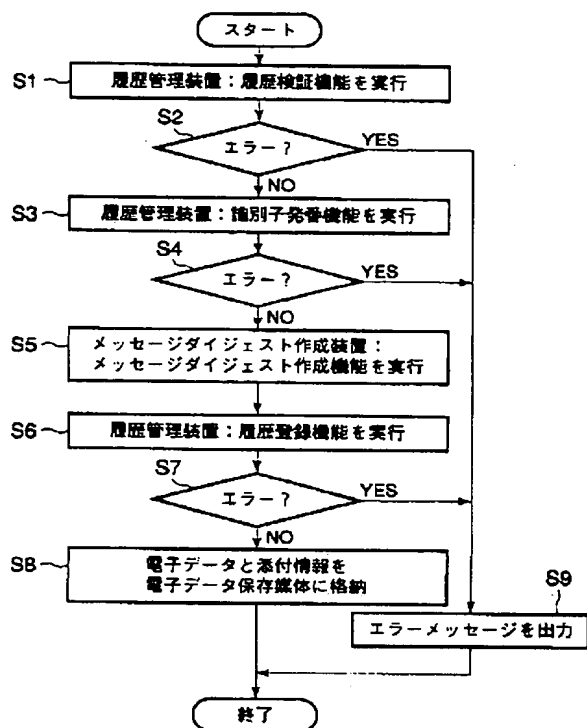 スタート
S1
履歴管理装置：履歴検証機能を実行
S2
エラー？
YES
NO
S3
履歴管理装置：識別子発番機能を実行
S4
エラー？
YES
NO
S5
メッセージダイジェスト作成装置：
メッセージダイジェスト作成機能を実行
S6
履歴管理装置：履歴登録機能を実行
S7
エラー？
YES
NO
S8
電子データと添付情報を
電子データ保存媒体に格納
S9
エラーメッセージを出力
終了